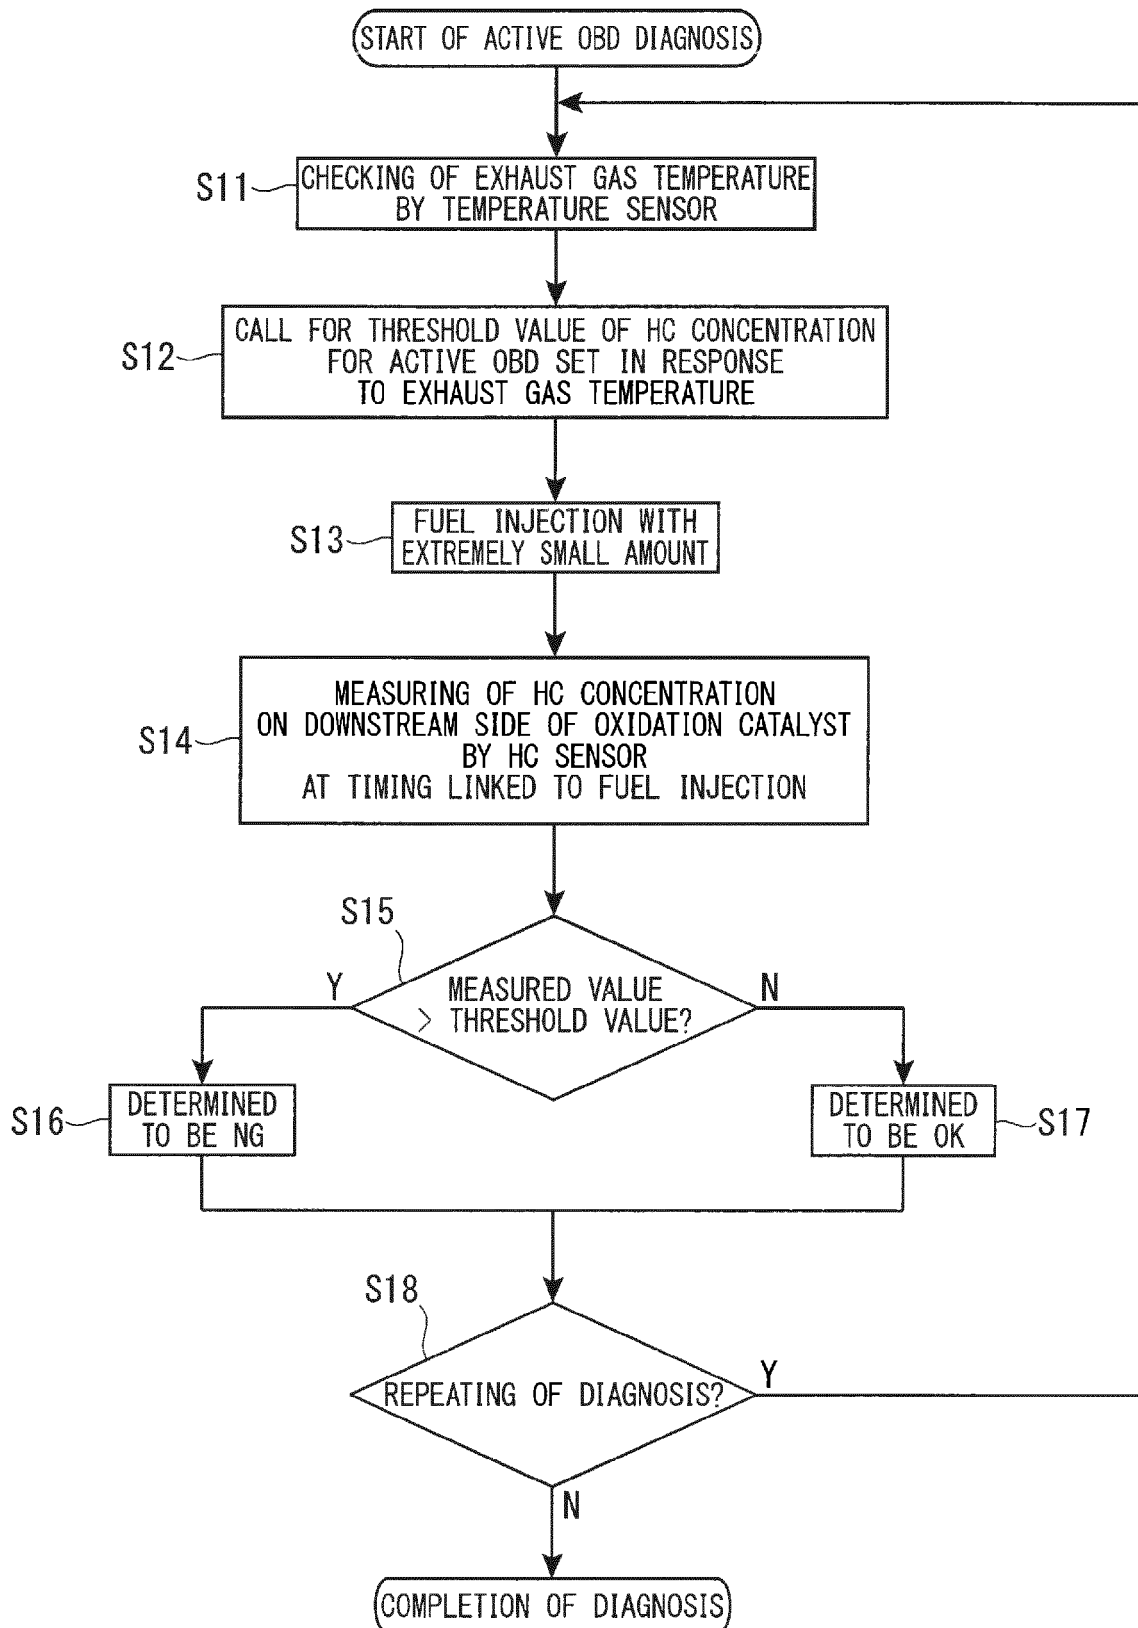 START OF ACTIVE OBD DIAGNOSIS
S11
CHECKING OF EXHAUST GAS TEMPERATURE
BY TEMPERATURE SENSOR
S12
CALL FOR THRESHOLD VALUE OF HC CONCENTRATION
FOR ACTIVE OBD SET IN RESPONSE
TO EXHAUST GAS TEMPERATURE
S13
FUEL INJECTION WITH
EXTREMELY SMALL AMOUNT
S14
MEASURING OF HC CONCENTRATION
ON DOWNSTREAM SIDE OF OXIDATION CATALYST
BY HC SENSOR
AT TIMING LINKED TO FUEL INJECTION
S15
Y
MEASURED VALUE
> THRESHOLD VALUE?
N
S16
DETERMINED
TO BE NG
DETERMINED
TO BE OK
S17
S18
REPEATING OF DIAGNOSIS?
Y
N
COMPLETION OF DIAGNOSIS